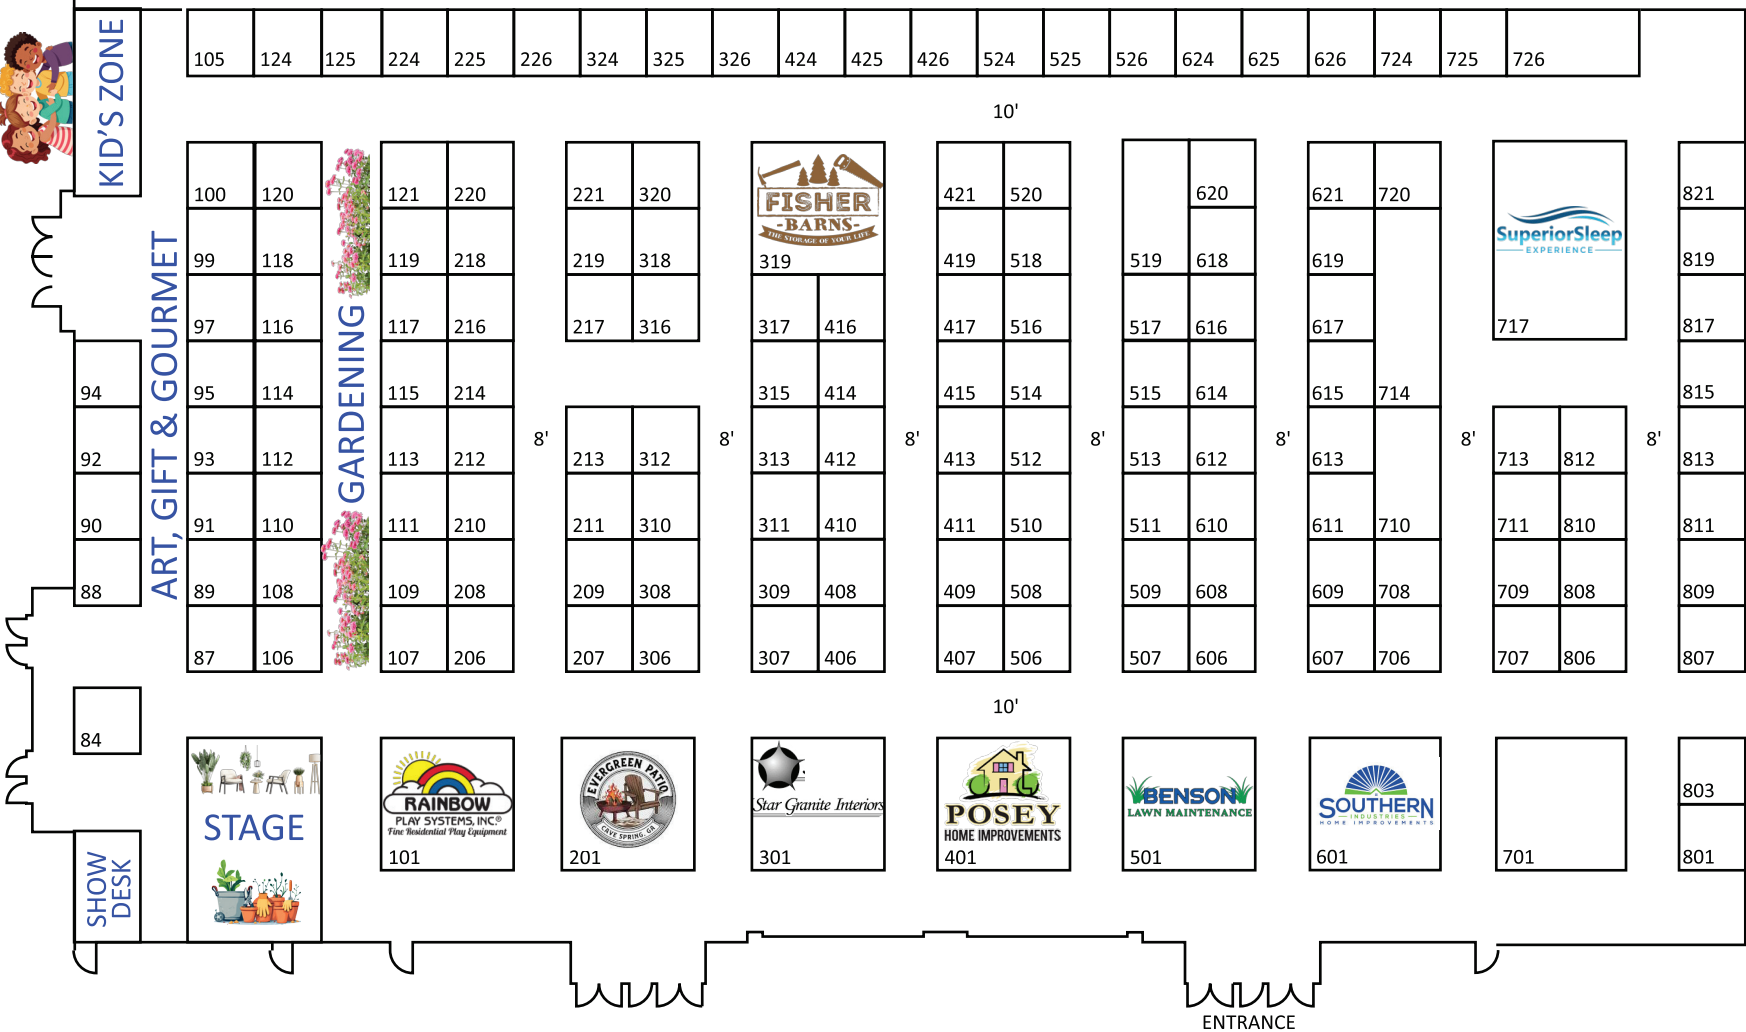 KID'S ZONE
105 124 125 224 225 226 324 325 326 424 425 426 524 525 526 624 625 626 724 725 726
10'
FISHER
BARNS
THE STORAGE OF YOUR LIFE
100 120 121 220 221 320 421 520 620 621 720 821
SuperiorSleep
EXPERIENCE
99 118 119 218 219 318 319 419 518 519 618 619 819
97 116 117 216 217 316 317 416 417 516 517 616 617 717 817
ART, GIFT & GOURMET
GARDENING
94 95 114 115 214 315 414 415 514 515 614 615 714 815
8' 8' 8' 8' 8' 8' 8'
92 93 112 113 212 213 312 313 412 413 512 513 612 613 713 812 813
90 91 110 111 210 211 310 311 410 411 510 511 610 611 710 711 810 811
88 89 108 109 208 209 308 309 408 409 508 509 608 609 708 709 808 809
87 106 107 206 207 306 307 406 407 506 507 606 607 706 707 806 807
10'
84
STAGE
RAINBOW
PLAY SYSTEMS, INC.®
Fine Residential Play Equipment
101
EVERGREEN PATIO
CAVE SPRING, GA
201
Star Granite Interiors
301
POSEY
HOME IMPROVEMENTS
401
BENSON
LAWN MAINTENANCE
501
SOUTHERN
INDUSTRIES
HOME IMPROVEMENTS
601
701
803
801
SHOW
DESK
ENTRANCE